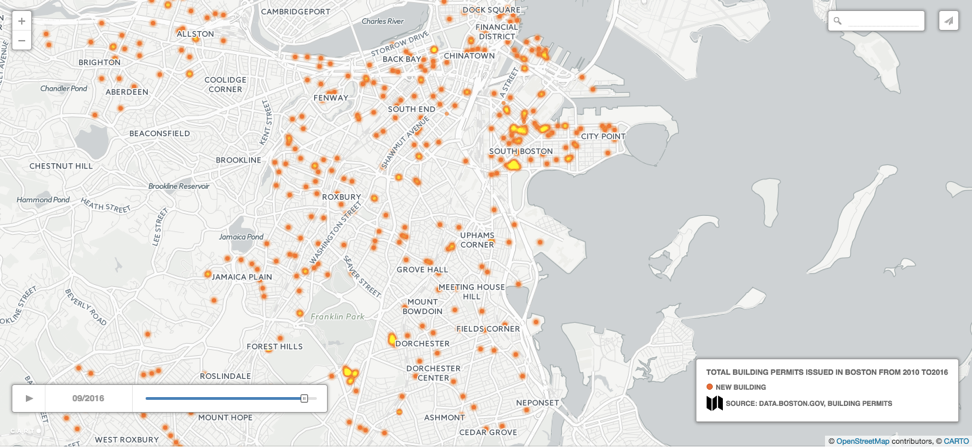 DOCK SQUARE
CAMBRIDGEPORT
Charles River
FINANCIAL
DISTRICT
ALLSTON
STORROW DRIVE
BACK BAY
CHINATOWN
BRIGHTON
COOLIDGE
CORNER
Chandler Pond
ABERDEEN
FENWAY
A STREET
SOUTH END
KENT STREET
BEACONSFIELD
SHAWMUT AVENUE
CITY POINT
SOUTH BOSTON
BROOKLINE
CHESTNUT HILL
Brookline Reservoir
Hammond Pond
HEATH STREET
ROXBURY
LEE STREET
WASHINGTON STREET
Jamaica Pond
UPHAMS
CORNER
SEAVER STREET
GROVE HALL
JAMAICA PLAIN
MEETING HOUSE
HILL
BEVERLY ROAD
MOUNT
BOWDOIN
Franklin Park
FIELDS CORNER
FOREST HILLS
DORCHESTER
ROSLINDALE
DORCHESTER
CENTER
09/2016
NEPONSET
MOUNT HOPE
ASHMONT
CEDAR GROVE
WEST ROXBURY
TOTAL BUILDING PERMITS ISSUED IN BOSTON FROM 2010 TO2016
NEW BUILDING
SOURCE: DATA.BOSTON.GOV, BUILDING PERMITS
© OpenStreetMap contributors, © CARTO